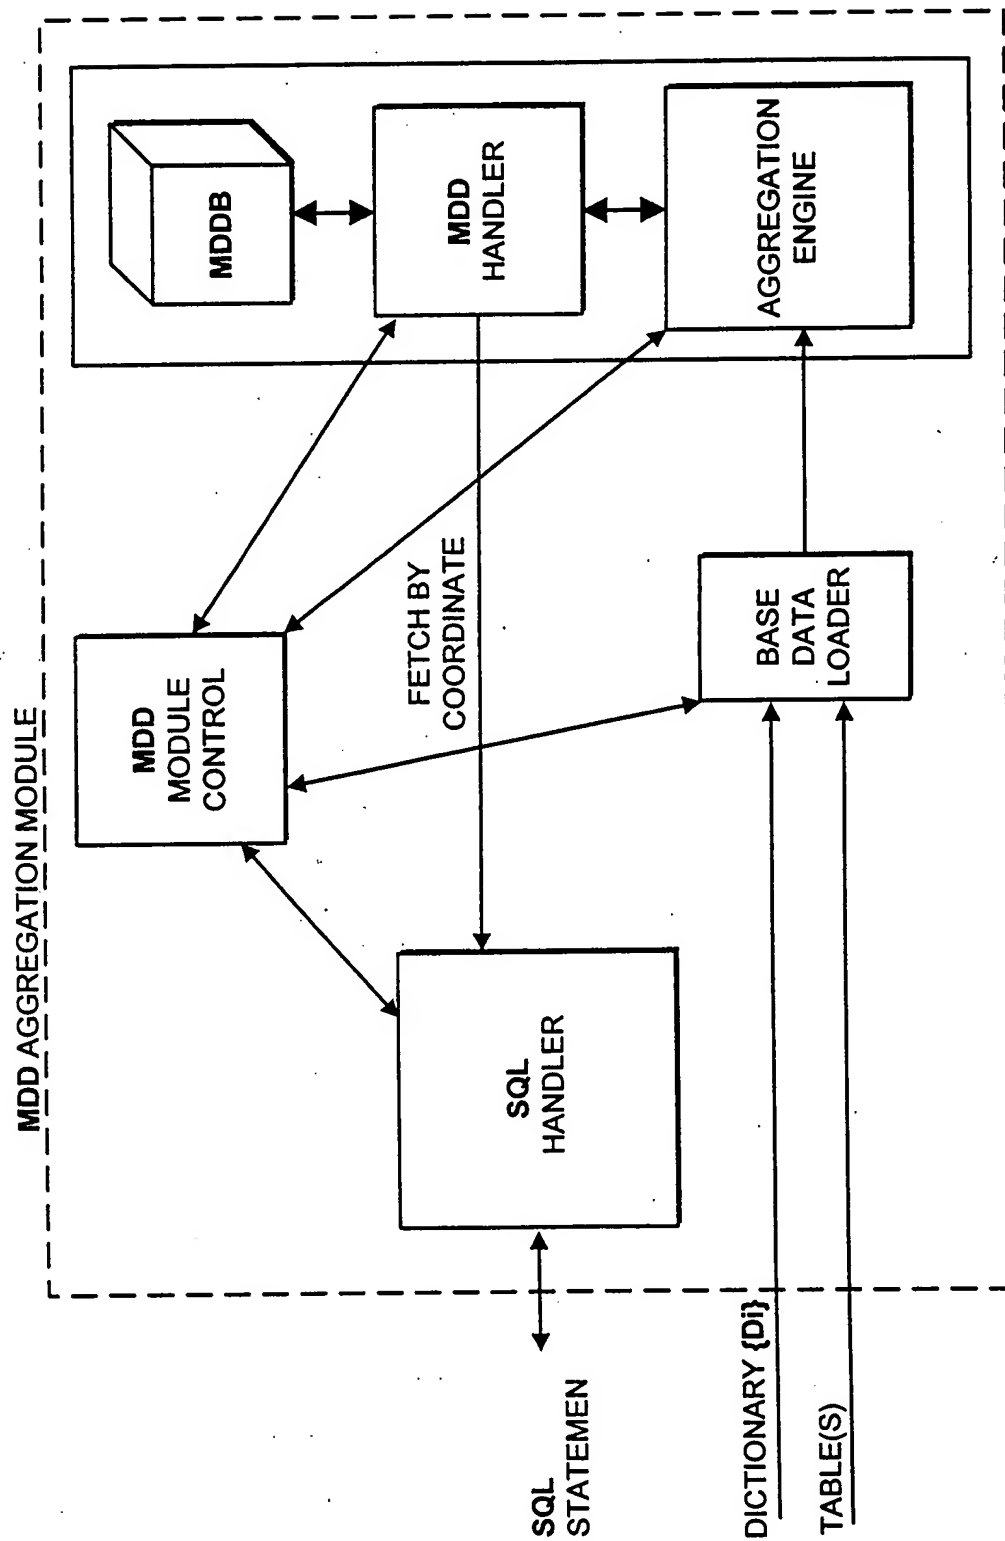 MDD AGGREGATION MODULE
MDD
MODULE
CONTROL
MDDB
MDD
HANDLER
AGGREGATION
ENGINE
FETCH BY
COORDINATE
SQL
HANDLER
BASE
DATA
LOADER
SQL
STATEMEN
DICTIONARY {Di}
TABLE(S)